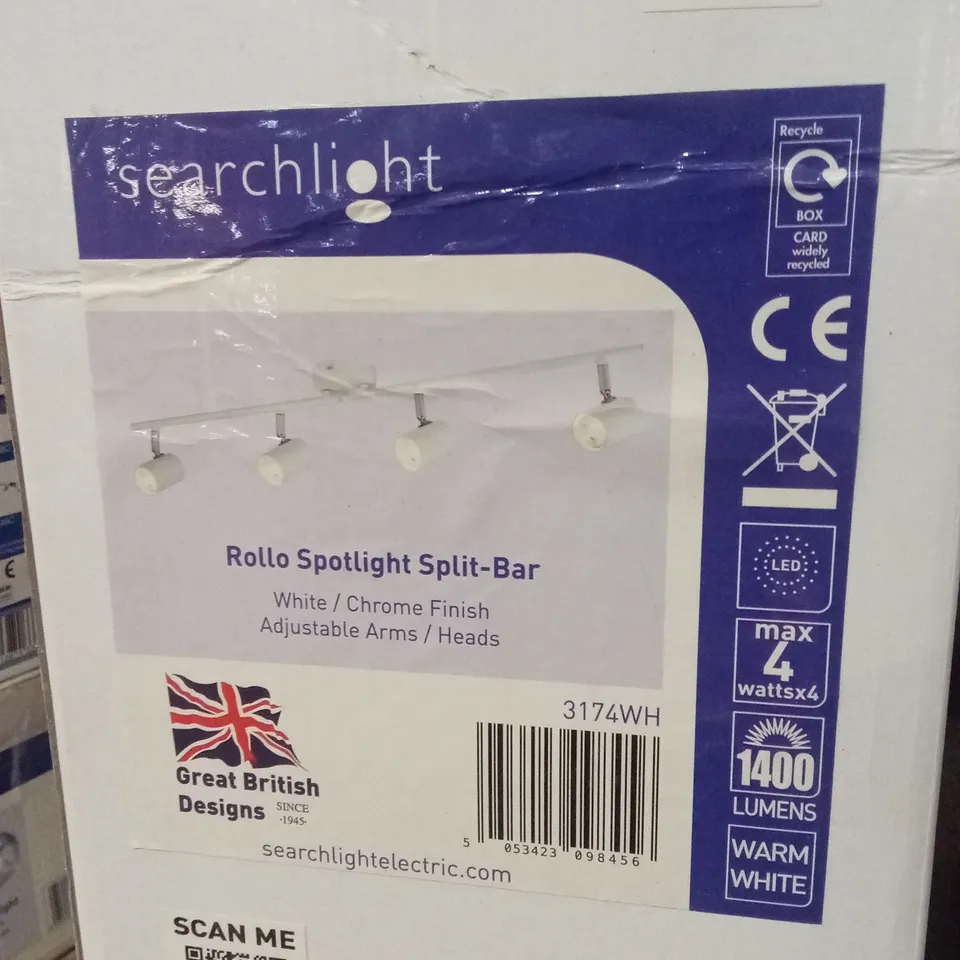 searchlight
Recycle
BOX
CARD
widely
recycled
CE
LED
max
4
wattsx4
1400
LUMENS
WARM
WHITE
Rollo Spotlight Split-Bar
White / Chrome Finish
Adjustable Arms / Heads
3174WH
Great British
Designs SINCE
·1945·
5 053423 098456
searchlightelectric.com
SCAN ME